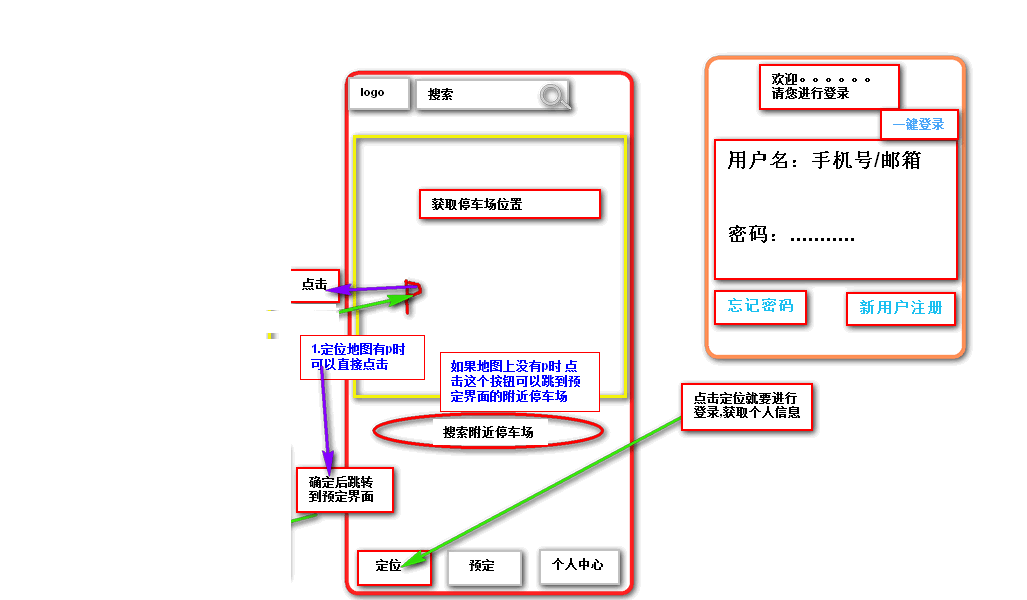 logo
搜索
获取停车场位置
点击
P
1.定位地图有p时
可以直接点击
如果地图上没有p时 点
击这个按钮可以跳到预
定界面的附近停车场
搜索附近停车场
确定后跳转
到预定界面
定位
预定
个人中心
欢迎。。。。。。
请您进行登录
一键登录
用户名：手机号/邮箱
密码：...........
忘记密码
新用户注册
点击定位就要进行
登录,获取个人信息